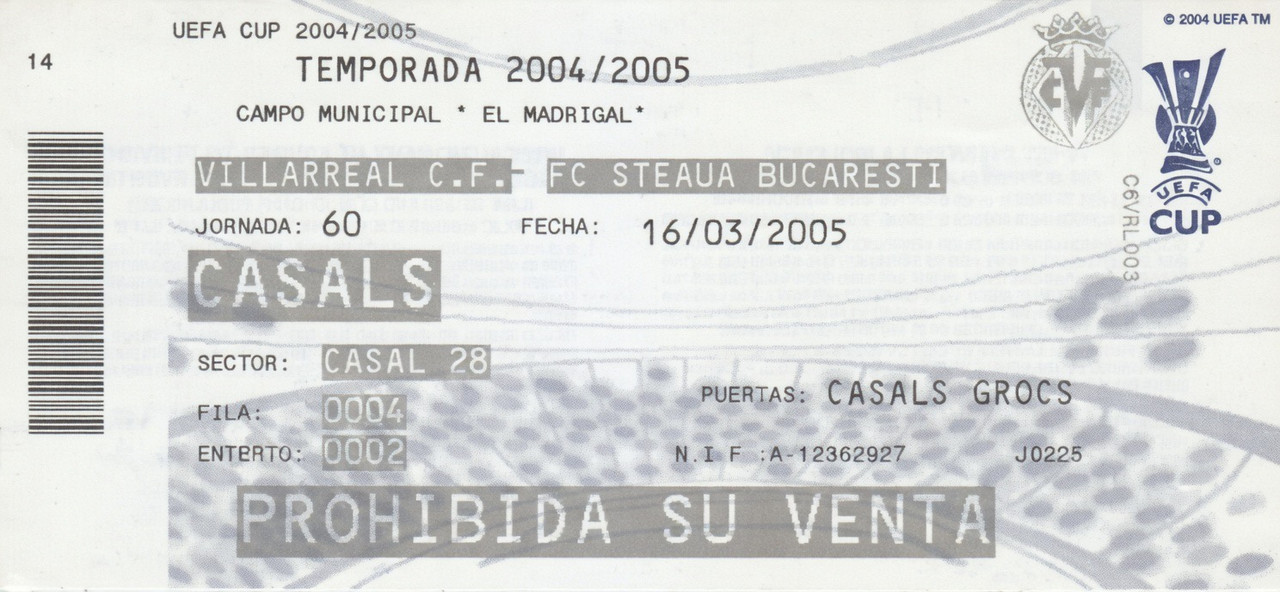 UEFA CUP 2004/2005
© 2004 UEFA TM
14
TEMPORADA 2004/2005
CAMPO MUNICIPAL * EL MADRIGAL*
CVF
VILLARREAL C.F.- FC STEAUA BUCARESTI
UEFA
CUP
C6VRL003
JORNADA: 60 FECHA: 16/03/2005
CASALS
SECTOR: CASAL 28
PUERTAS: CASALS GROCS
FILA: 0004
ENTERTO: 0002
N.I F :A-12362927 J0225
PROHIBIDA SU VENTA